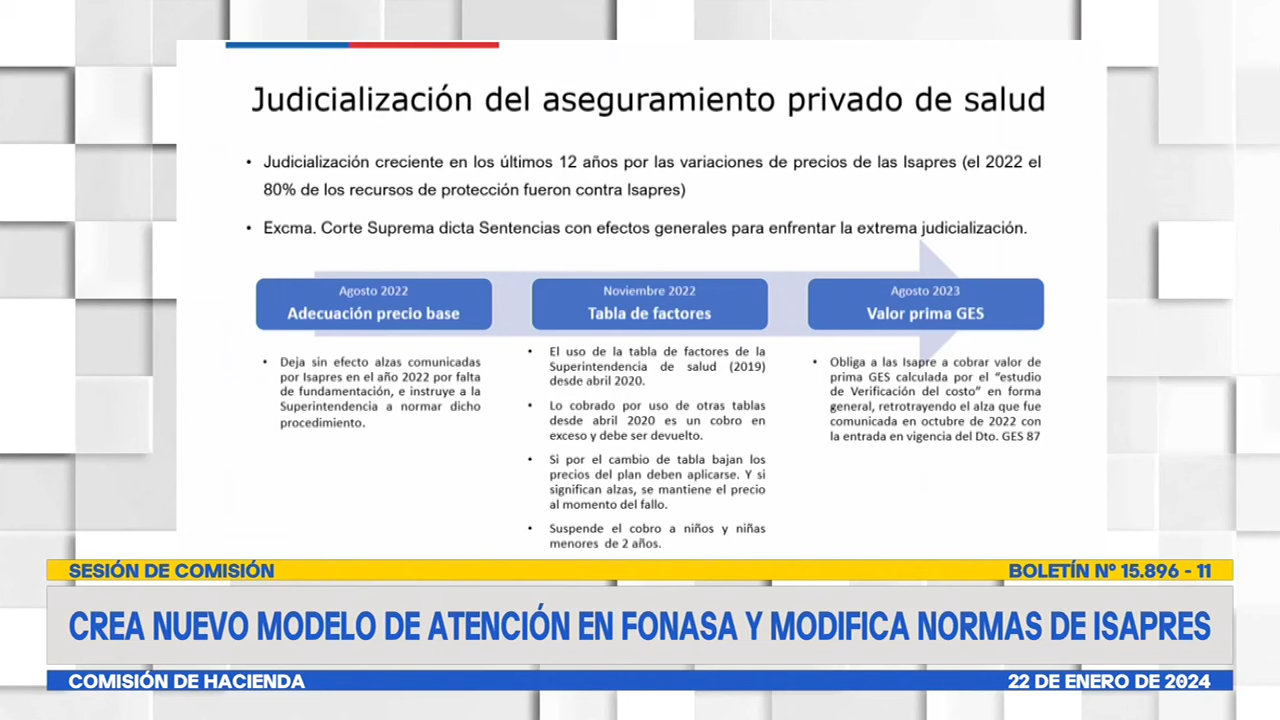 Judicialización del aseguramiento privado de salud
• Judicialización creciente en los últimos 12 años por las variaciones de precios de las Isapres (el 2022 el
80% de los recursos de protección fueron contra Isapres)
• Excma. Corte Suprema dicta Sentencias con efectos generales para enfrentar la extrema judicialización.
Agosto 2022
Adecuación precio base
• Deja sin efecto alzas comunicadas
por Isapres en el año 2022 por falta
de fundamentación, e instruye a la
Superintendencia a normar dicho
procedimiento.
Noviembre 2022
Tabla de factores
• El uso de la tabla de factores de la
Superintendencia de salud (2019)
desde abril 2020.
• Lo cobrado por uso de otras tablas
desde abril 2020 es un cobro en
exceso y debe ser devuelto.
• Si por el cambio de tabla bajan los
precios del plan deben aplicarse. Y si
significan alzas, se mantiene el precio
al momento del fallo.
• Suspende el cobro a niños y niñas
menores de 2 años.
Agosto 2023
Valor prima GES
• Obliga a las Isapre a cobrar valor de
prima GES calculada por el “estudio
de Verificación del costo” en forma
general, retrotrayendo el alza que fue
comunicada en octubre de 2022 con
la entrada en vigencia del Dto. GES 87
SESIÓN DE COMISIÓN
BOLETÍN N° 15.896 - 11
CREA NUEVO MODELO DE ATENCIÓN EN FONASA Y MODIFICA NORMAS DE ISAPRES
COMISIÓN DE HACIENDA
22 DE ENERO DE 2024